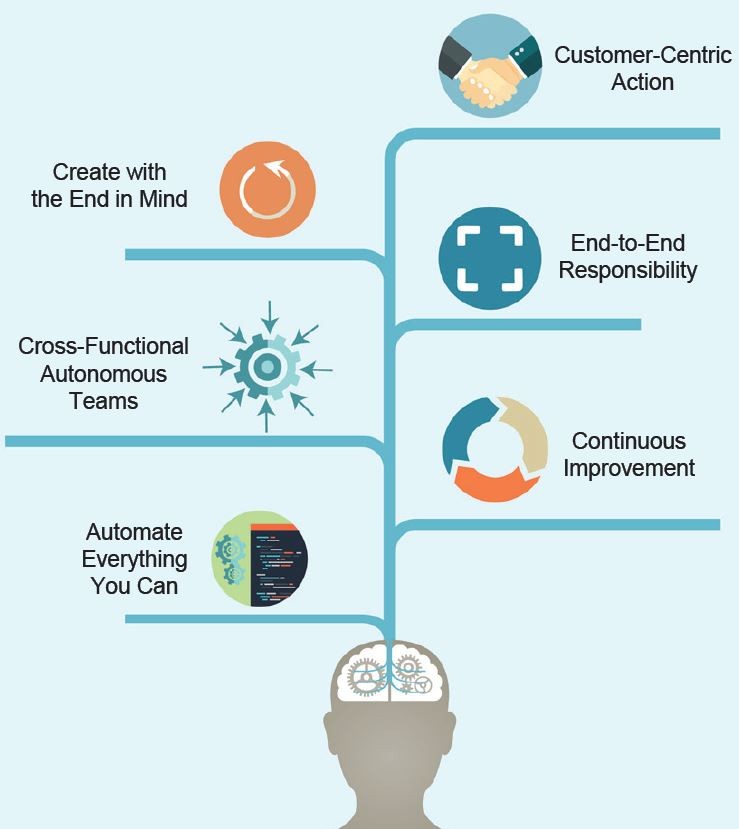 Customer-Centric
Action
Create with
the End in Mind
End-to-End
Responsibility
Cross-Functional
Autonomous
Teams
Continuous
Improvement
Automate
Everything
You Can